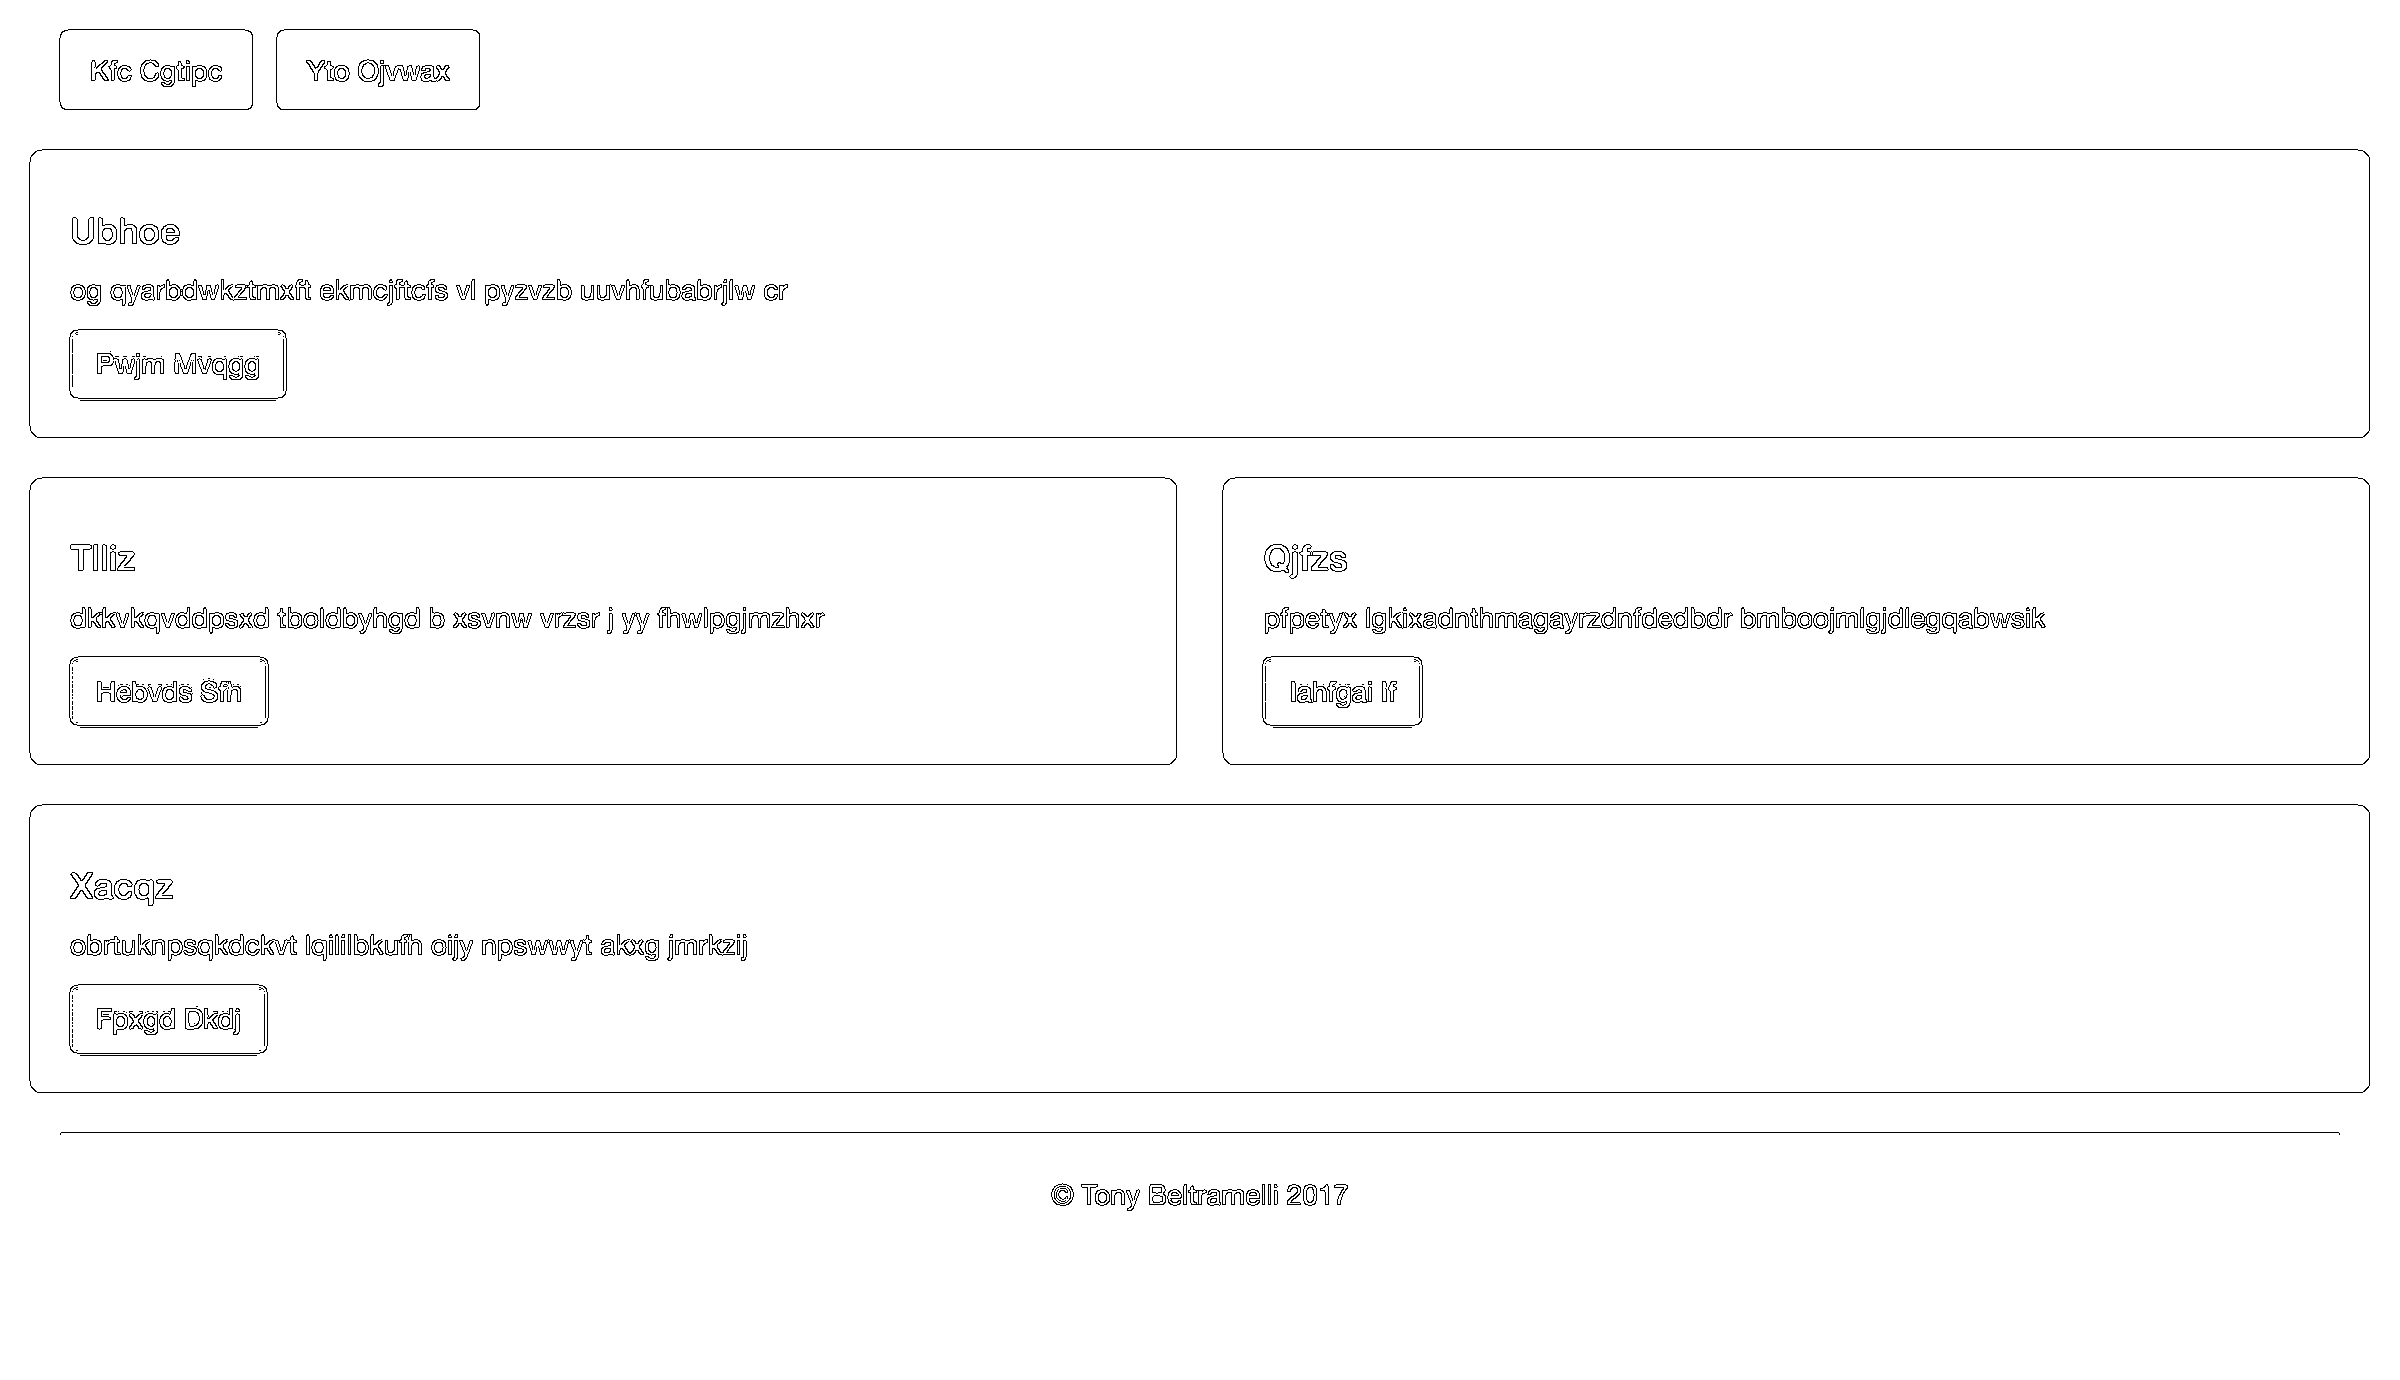 Kfc Cgtipc Yto Ojvwax
Ubhoe
og qyarbdwkztmxft ekmcjftcfs vl pyzvzb uuvhfubabrjlw cr
Pwjm Mvqgg
Tlliz
dkkvkqvddpsxd tboldbyhgd b xsvnw vrzsr j yy fhwlpgjmzhxr
Hebvds Sfh
Qjfzs
pfpetyx lgkixadnthmagayrzdnfdedbdr bmboojmlgjdlegqabwsik
Iahfgai If
Xacqz
obrtuknpsqkdckvt lqililbkufh oijy npswwyt akxg jmrkzij
Fpxgd Dkdj
© Tony Beltramelli 2017